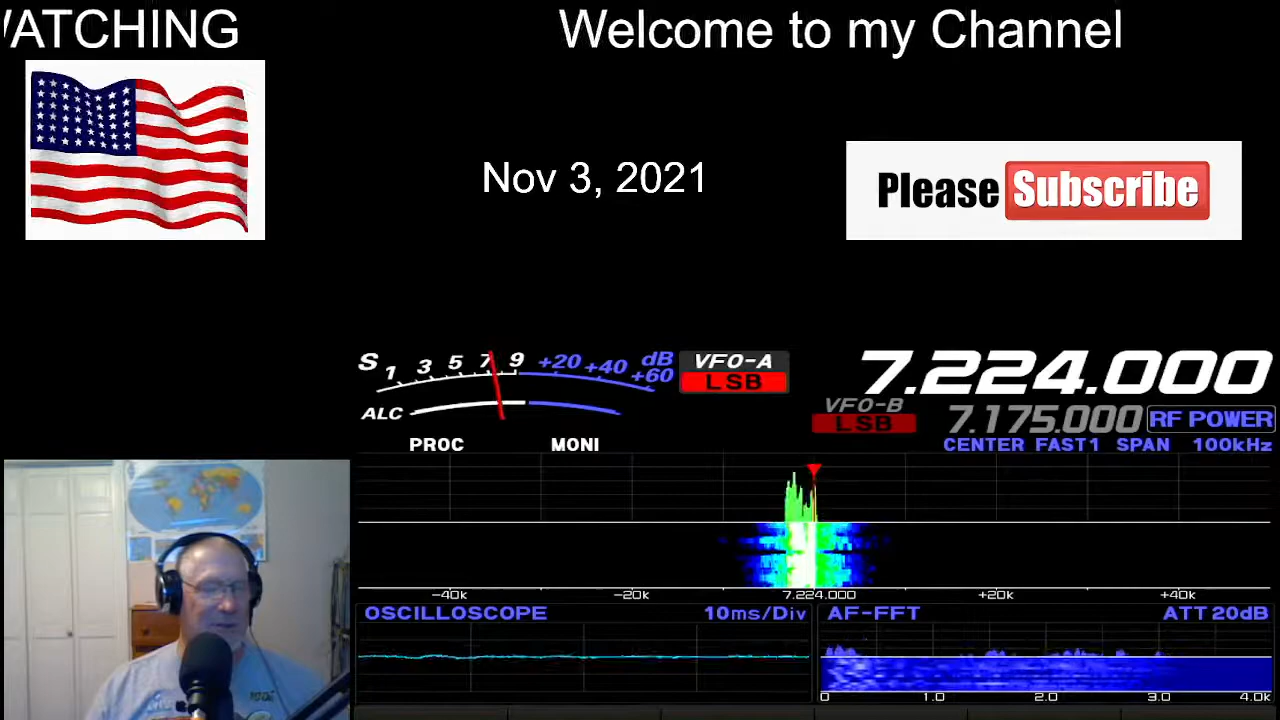 WATCHING
Welcome to my Channel
Nov 3, 2021
Please Subscribe
S 1 3 5 7 9 +20 +40 +60 dB
VFO-A
LSB
7.224.000
ALC
VFO-B
LSB
7.175.000
RF POWER
PROC
MONI
CENTER FAST1 SPAN 100kHz
-40k -20k 7.224.000 +20k +40k
OSCILLOSCOPE 10ms/Div
AF-FFT ATT 20dB
0 1.0 2.0 3.0 4.0k